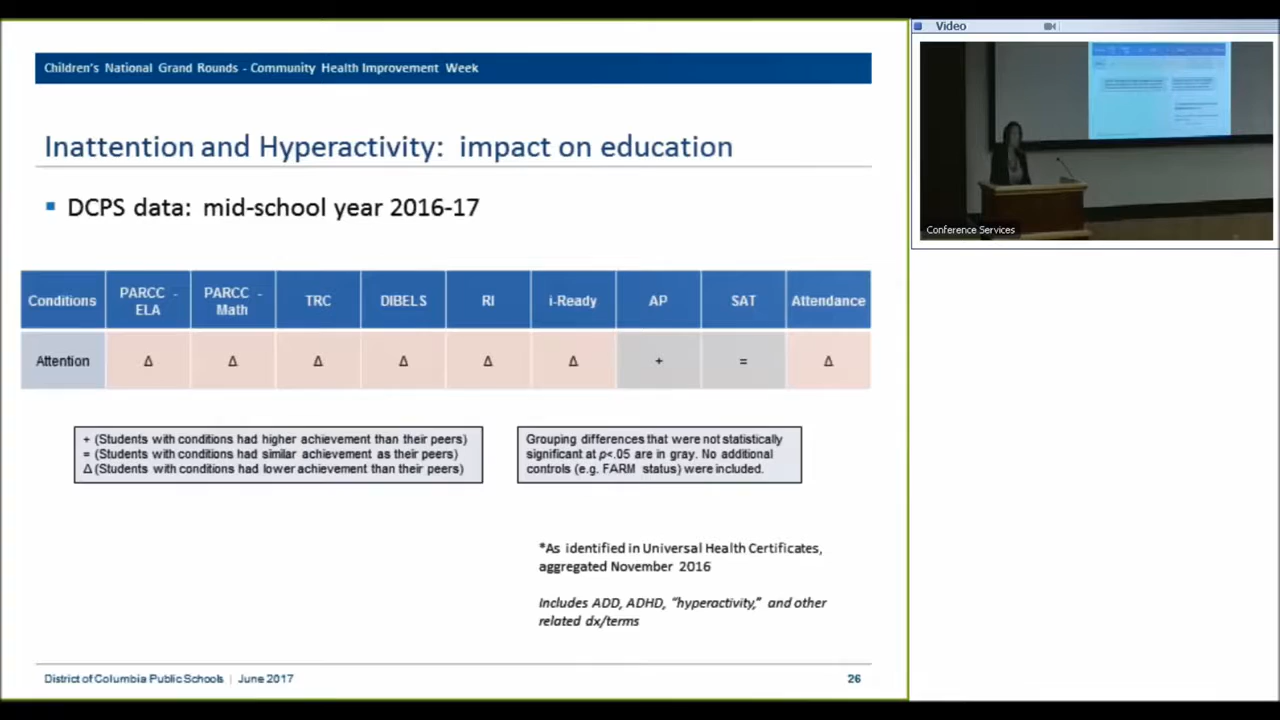 Children's National Grand Rounds - Community Health Improvement Week
Inattention and Hyperactivity: impact on education
DCPS data: mid-school year 2016-17
Conditions PARCC - ELA PARCC - Math TRC DIBELS RI i-Ready AP SAT Attendance
Attention Δ Δ Δ Δ Δ Δ + = Δ
+ (Students with conditions had higher achievement than their peers)
= (Students with conditions had similar achievement as their peers)
Δ (Students with conditions had lower achievement than their peers)
Grouping differences that were not statistically
significant at p<.05 are in gray. No additional
controls (e.g. FARM status) were included.
*As identified in Universal Health Certificates,
aggregated November 2016
Includes ADD, ADHD, "hyperactivity," and other
related dx/terms
District of Columbia Public Schools | June 2017
26
Video
Conference Services